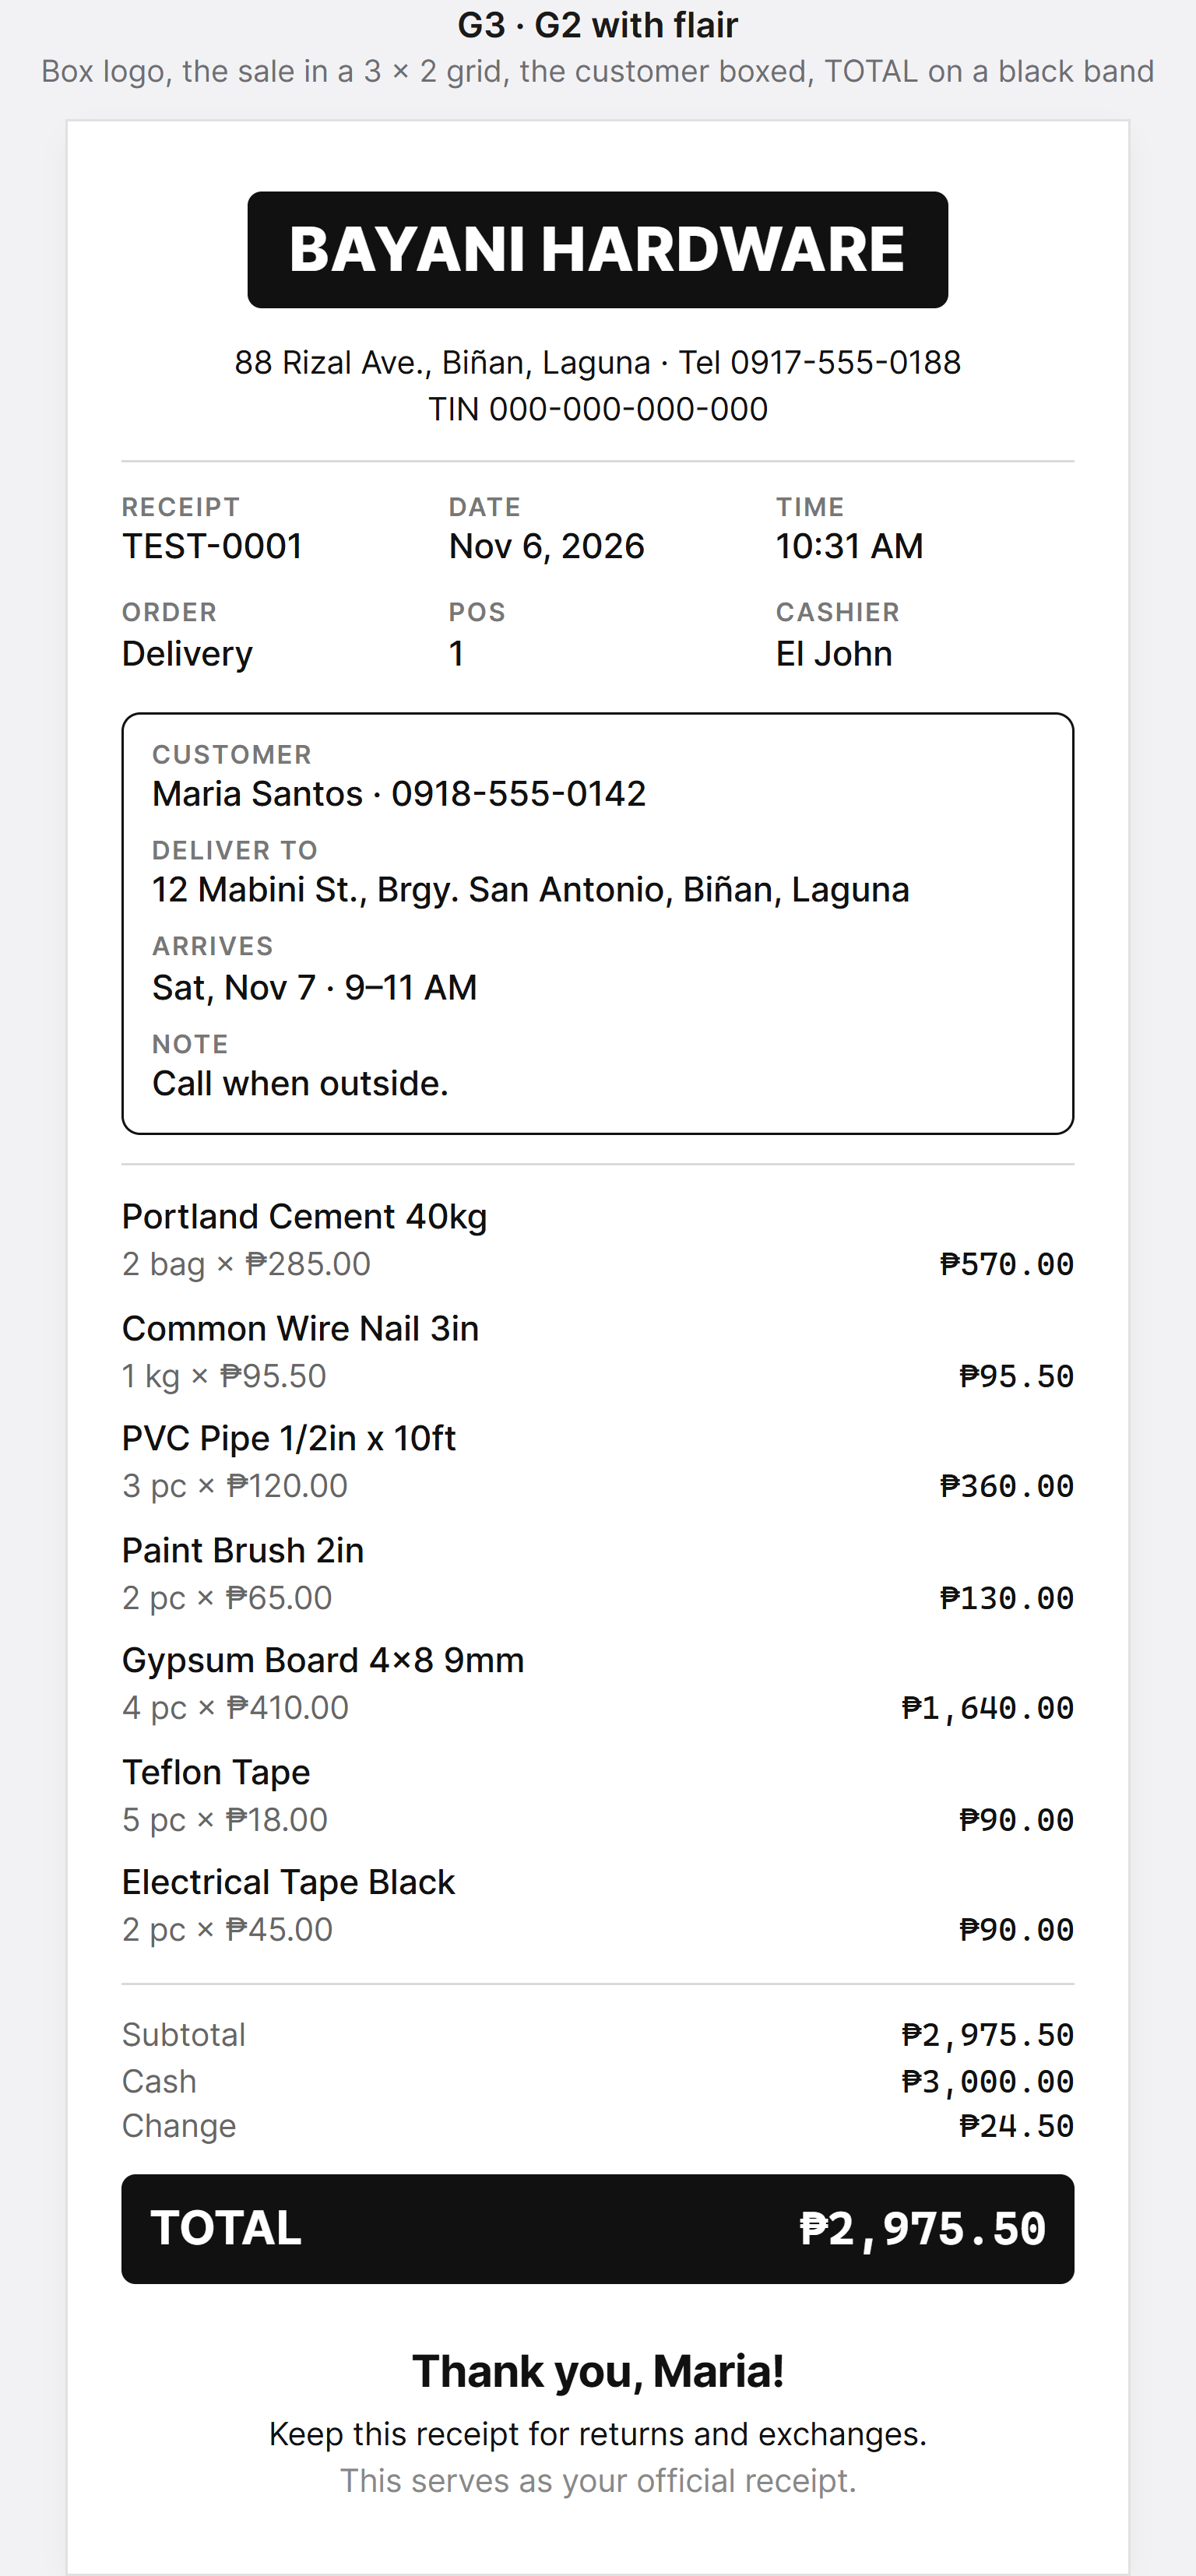 G3 · G2 with flair
Box logo, the sale in a 3 × 2 grid, the customer boxed, TOTAL on a black band
BAYANI HARDWARE
88 Rizal Ave., Biñan, Laguna · Tel 0917-555-0188
TIN 000-000-000-000
RECEIPT DATE TIME
TEST-0001 Nov 6, 2026 10:31 AM
ORDER POS CASHIER
Delivery 1 El John
CUSTOMER
Maria Santos · 0918-555-0142
DELIVER TO
12 Mabini St., Brgy. San Antonio, Biñan, Laguna
ARRIVES
Sat, Nov 7 · 9–11 AM
NOTE
Call when outside.
Portland Cement 40kg
2 bag × ₱285.00 ₱570.00
Common Wire Nail 3in
1 kg × ₱95.50 ₱95.50
PVC Pipe 1/2in x 10ft
3 pc × ₱120.00 ₱360.00
Paint Brush 2in
2 pc × ₱65.00 ₱130.00
Gypsum Board 4×8 9mm
4 pc × ₱410.00 ₱1,640.00
Teflon Tape
5 pc × ₱18.00 ₱90.00
Electrical Tape Black
2 pc × ₱45.00 ₱90.00
Subtotal ₱2,975.50
Cash ₱3,000.00
Change ₱24.50
TOTAL ₱2,975.50
Thank you, Maria!
Keep this receipt for returns and exchanges.
This serves as your official receipt.